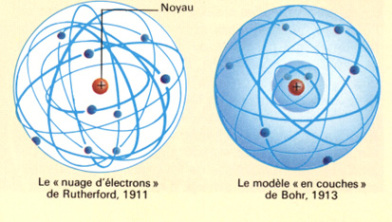 Noyau
+
+
Le « nuage d'électrons »
de Rutherford, 1911
Le modèle « en couches »
de Bohr, 1913